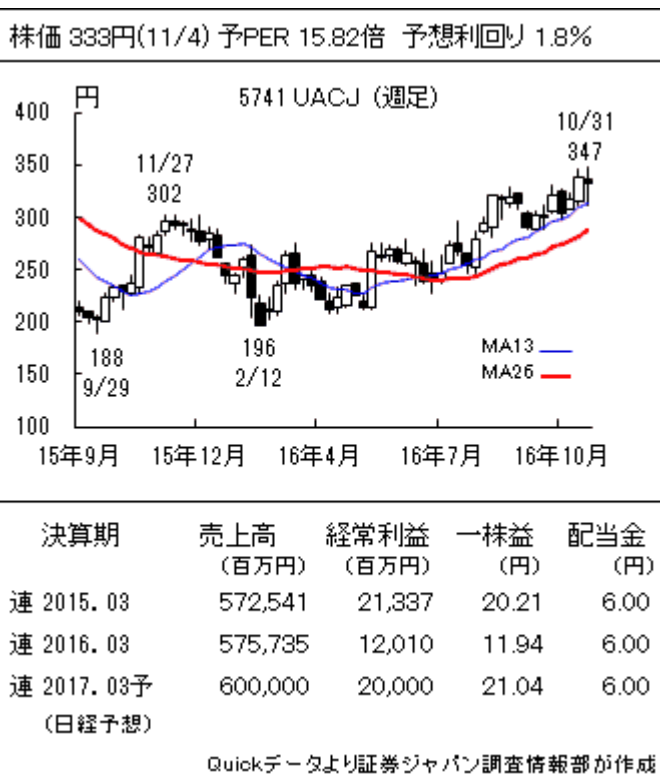 株価 333円(11/4) 予PER 15.82倍 予想利回り 1.8%
円
5741 UACJ (週足)
400
350
300
250
200
150
100
11/27
302
10/31
347
188
9/29
196
2/12
MA13
MA26
15年9月 15年12月 16年4月 16年7月 16年10月
決算期 売上高 経常利益 一株益 配当金
(百万円) (百万円) (円) (円)
連 2015.03 572,541 21,337 20.21 6.00
連 2016.03 575,735 12,010 11.94 6.00
連 2017.03予 600,000 20,000 21.04 6.00
(日経予想)
Quickデータより証券ジャパン調査情報部が作成